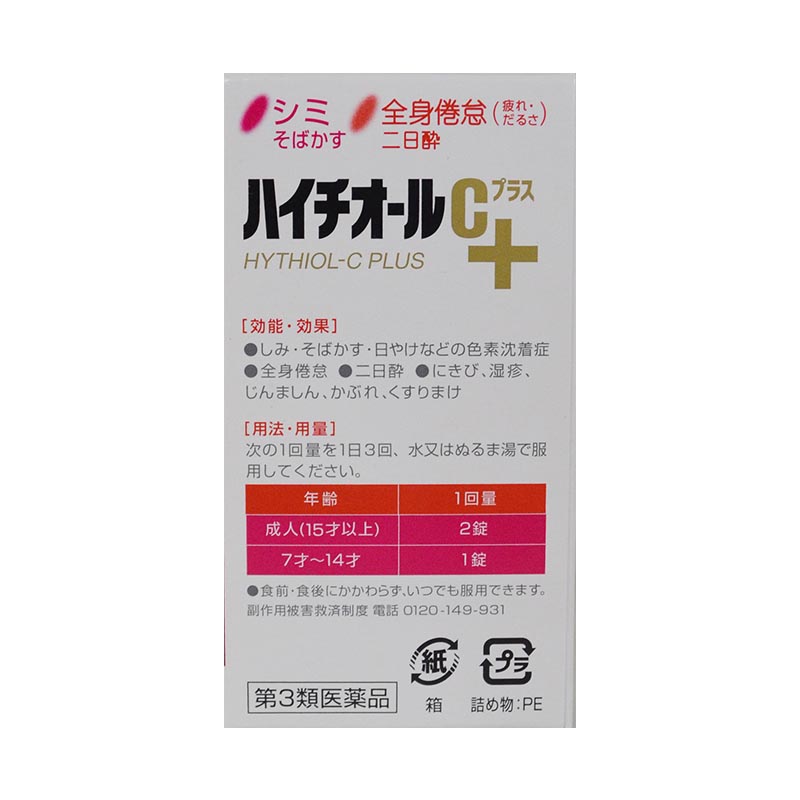 シミ 全身倦怠(疲れ・だるさ)
そばかす 二日酔
ハイチオールCプラス
HYTHIOL-C PLUS
[効能・効果]
●しみ・そばかす・日やけなどの色素沈着症
●全身倦怠 ●二日酔 ●にきび、湿疹、
じんましん、かぶれ、くすりまけ
[用法・用量]
次の1回量を1日3回、水又はぬるま湯で服
用してください。
年齢 1回量
成人(15才以上) 2錠
7才〜14才 1錠
●食前・食後にかかわらず、いつでも服用できます。
副作用被害救済制度 電話 0120-149-931
紙 プラ
第3類医薬品 箱 詰め物:PE